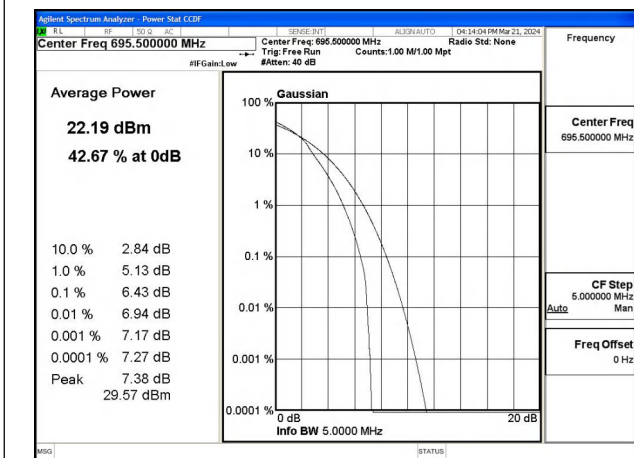 Agilent Spectrum Analyzer - Power Stat CCDF
RL RF 50 Ω AC SENSE:INT ALIGNAUTO 04:14:04 PM Mar 21, 2024
Center Freq 695.500000 MHz
Center Freq: 695.500000 MHz Radio Std: None
Trig: Free Run Counts:1.00 M/1.00 Mpt
#IFGain:Low #Atten: 40 dB
Frequency
Average Power
22.19 dBm
42.67 % at 0dB
10.0 % 2.84 dB
1.0 % 5.13 dB
0.1 % 6.43 dB
0.01 % 6.94 dB
0.001 % 7.17 dB
0.0001 % 7.27 dB
Peak 7.38 dB
29.57 dBm
Gaussian
100 %
10 %
1 %
0.1 %
0.01 %
0.001 %
0.0001 %
0 dB 20 dB
Info BW 5.0000 MHz
Center Freq
695.500000 MHz
CF Step
5.000000 MHz
Auto Man
Freq Offset
0 Hz
MSG STATUS